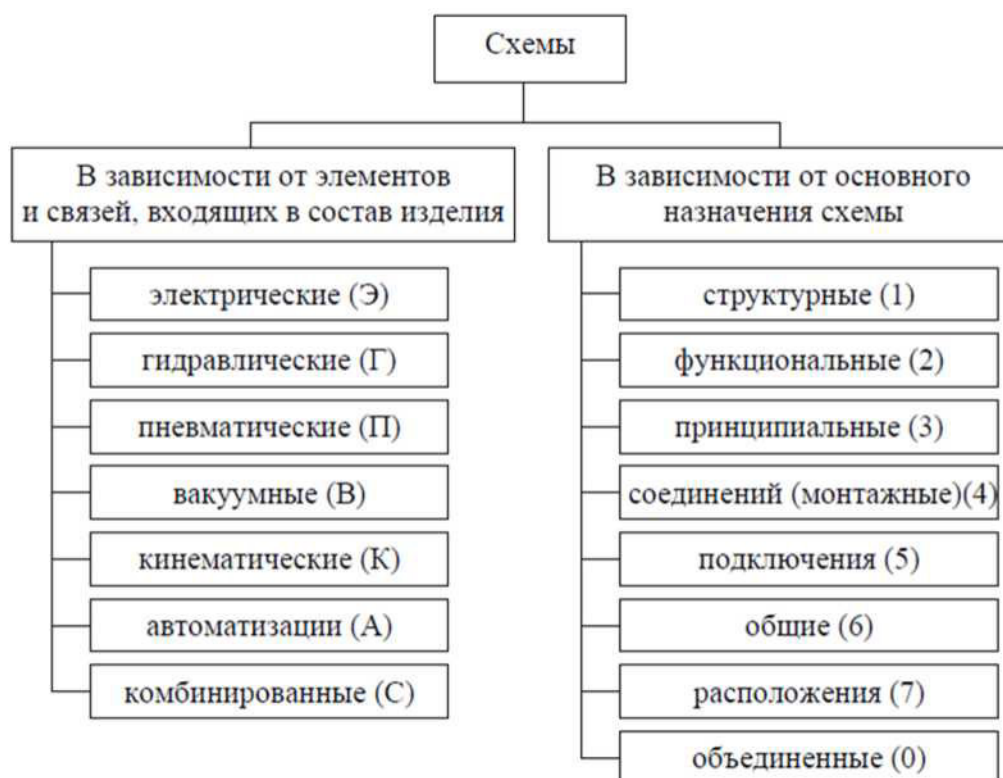 Схемы
В зависимости от элементов
и связей, входящих в состав изделия
электрические (Э)
гидравлические (Г)
пневматические (П)
вакуумные (В)
кинематические (К)
автоматизации (А)
комбинированные (С)
В зависимости от основного
назначения схемы
структурные (1)
функциональные (2)
принципиальные (3)
соединений (монтажные)(4)
подключения (5)
общие (6)
расположения (7)
объединенные (0)